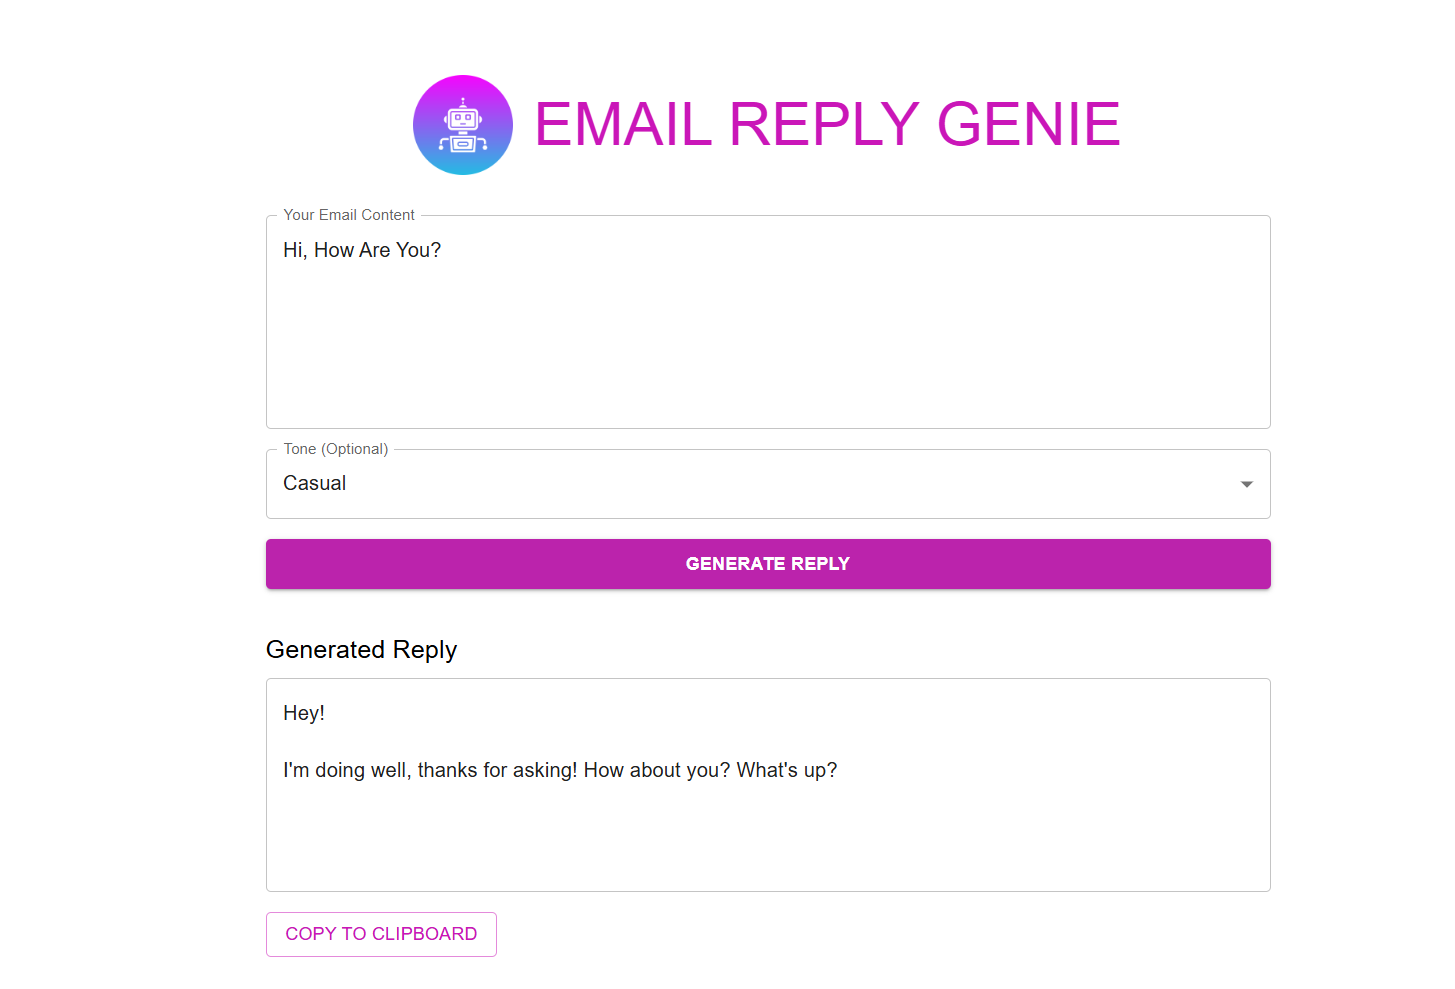 EMAIL REPLY GENIE
Your Email Content
Hi, How Are You?
Tone (Optional)
Casual
GENERATE REPLY
Generated Reply
Hey!
I'm doing well, thanks for asking! How about you? What's up?
COPY TO CLIPBOARD